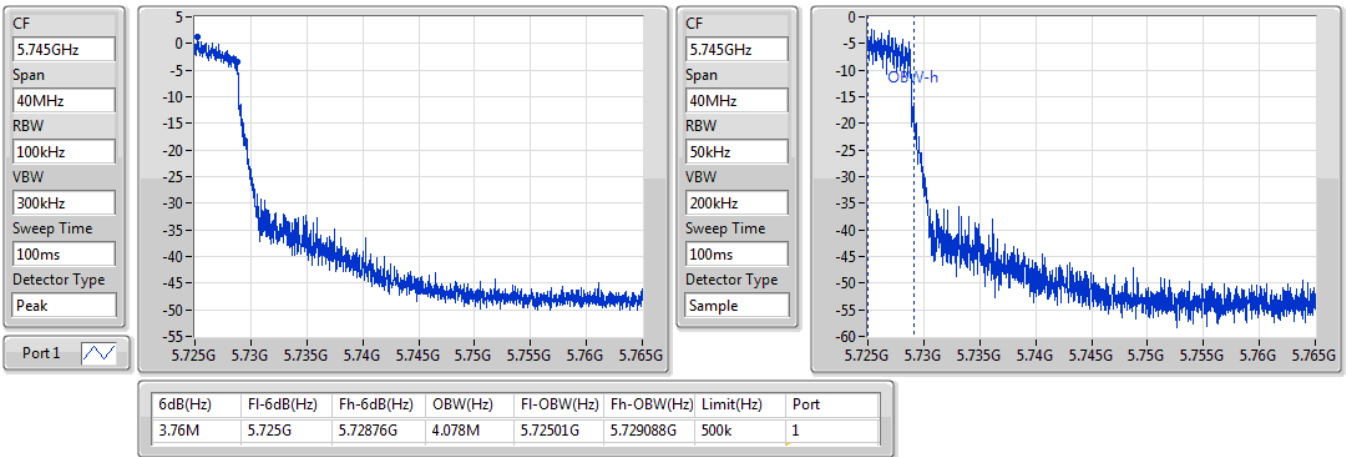 CF
5.745GHz
Span
40MHz
RBW
100kHz
VBW
300kHz
Sweep Time
100ms
Detector Type
Peak
Port 1
5
0
-5
-10
-15
-20
-25
-30
-35
-40
-45
-50
-55
5.725G 5.73G 5.735G 5.74G 5.745G 5.75G 5.755G 5.76G 5.765G
CF
5.745GHz
Span
40MHz
RBW
50kHz
VBW
200kHz
Sweep Time
100ms
Detector Type
Sample
0
-5
-10
-15
-20
-25
-30
-35
-40
-45
-50
-55
-60
OBW-h
5.725G 5.73G 5.735G 5.74G 5.745G 5.75G 5.755G 5.76G 5.765G
6dB(Hz) Fl-6dB(Hz) Fh-6dB(Hz) OBW(Hz) Fl-OBW(Hz) Fh-OBW(Hz) Limit(Hz) Port
3.76M 5.725G 5.72876G 4.078M 5.72501G 5.729088G 500k 1